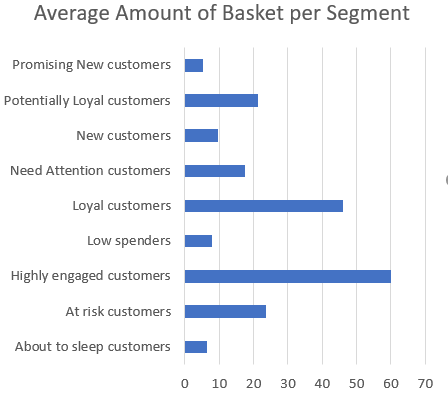 Average Amount of Basket per Segment
Promising New customers
Potentially Loyal customers
New customers
Need Attention customers
Loyal customers
Low spenders
Highly engaged customers
At risk customers
About to sleep customers
0 10 20 30 40 50 60 70